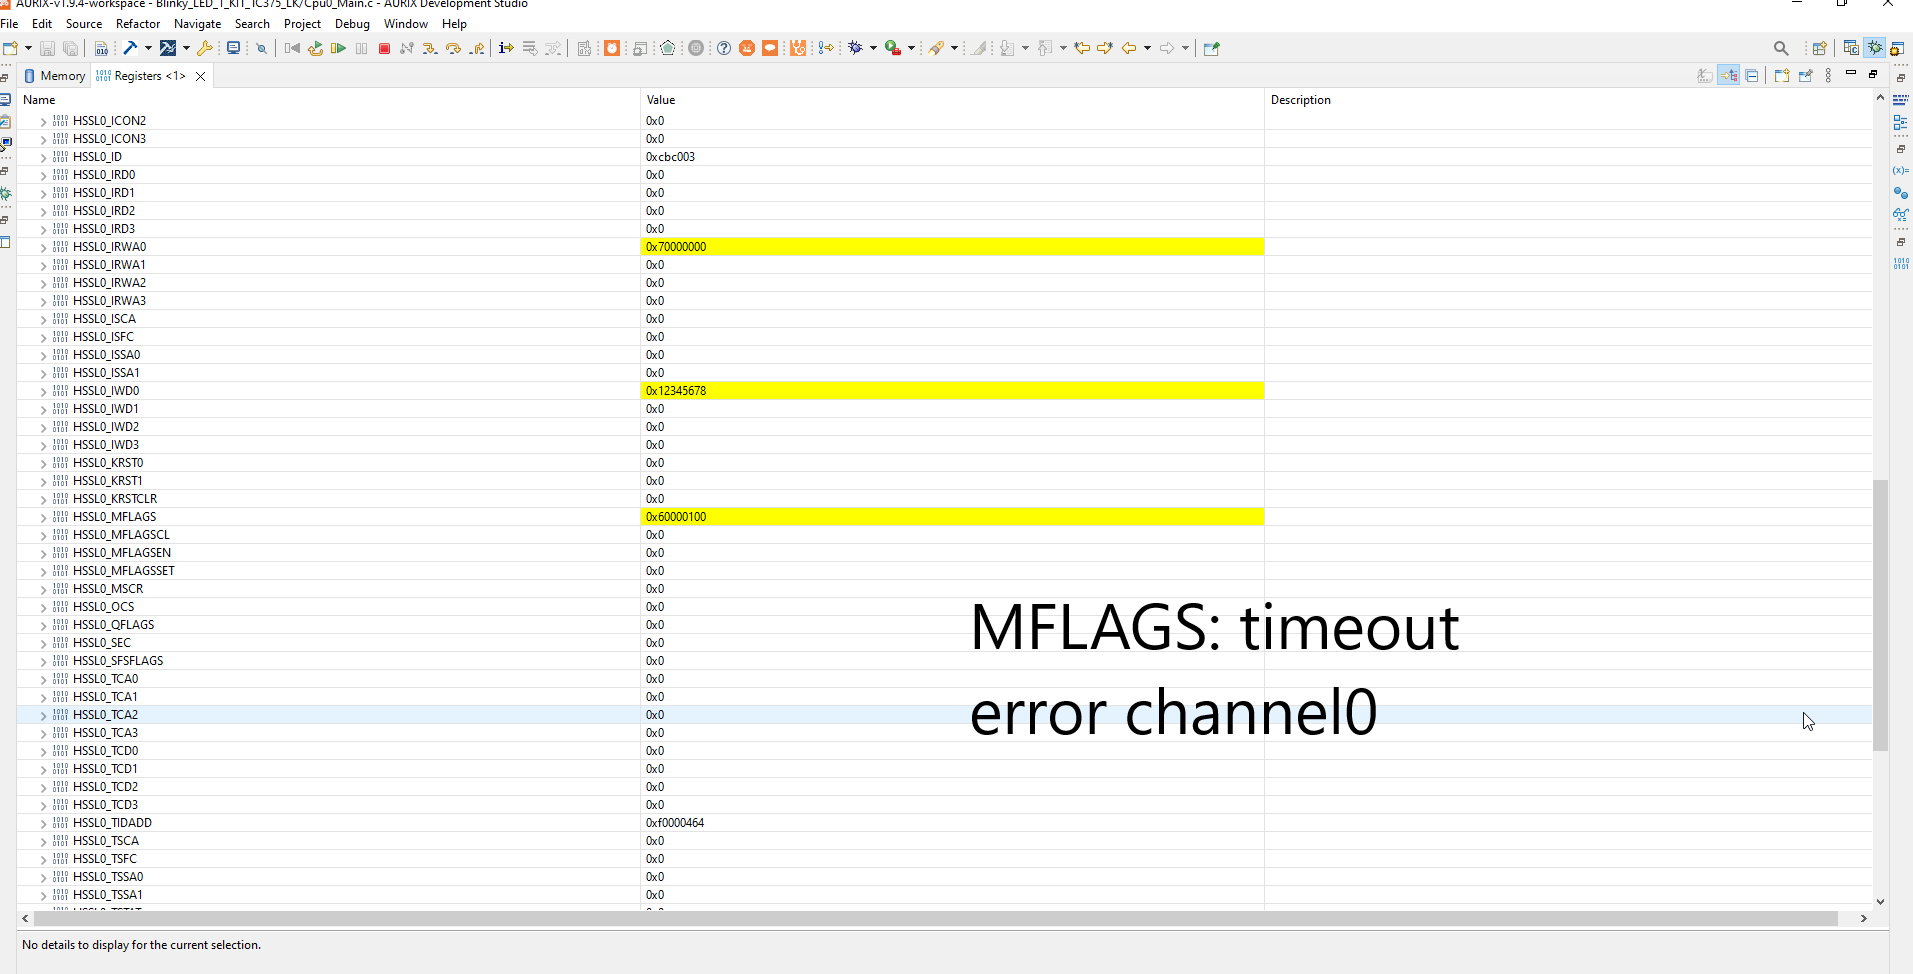 AURIX-v1.9.4-workspace - Blinky_LED_1_KIT_TC375_LK/Cpu0_Main.c - AURIX Development Studio
File Edit Source Refactor Navigate Search Project Debug Window Help
Memory Registers <1>
Name Value Description
HSSL0_ICON2 0x0
HSSL0_ICON3 0x0
HSSL0_ID 0xcbc003
HSSL0_IRD0 0x0
HSSL0_IRD1 0x0
HSSL0_IRD2 0x0
HSSL0_IRD3 0x0
HSSL0_IRWA0 0x70000000
HSSL0_IRWA1 0x0
HSSL0_IRWA2 0x0
HSSL0_IRWA3 0x0
HSSL0_ISCA 0x0
HSSL0_ISFC 0x0
HSSL0_ISSA0 0x0
HSSL0_ISSA1 0x0
HSSL0_IWD0 0x12345678
HSSL0_IWD1 0x0
HSSL0_IWD2 0x0
HSSL0_IWD3 0x0
HSSL0_KRST0 0x0
HSSL0_KRST1 0x0
HSSL0_KRSTCLR 0x0
HSSL0_MFLAGS 0x60000100
HSSL0_MFLAGSCL 0x0
HSSL0_MFLAGSEN 0x0
HSSL0_MFLAGSSET 0x0
HSSL0_MSCR 0x0
HSSL0_OCS 0x0
HSSL0_QFLAGS 0x0
HSSL0_SEC 0x0
HSSL0_SFSFLAGS 0x0
HSSL0_TCA0 0x0
HSSL0_TCA1 0x0
HSSL0_TCA2 0x0
HSSL0_TCA3 0x0
HSSL0_TCD0 0x0
HSSL0_TCD1 0x0
HSSL0_TCD2 0x0
HSSL0_TCD3 0x0
HSSL0_TIDADD 0xf0000464
HSSL0_TSCA 0x0
HSSL0_TSFC 0x0
HSSL0_TSSA0 0x0
HSSL0_TSSA1 0x0
MFLAGS: timeout
error channel0
No details to display for the current selection.